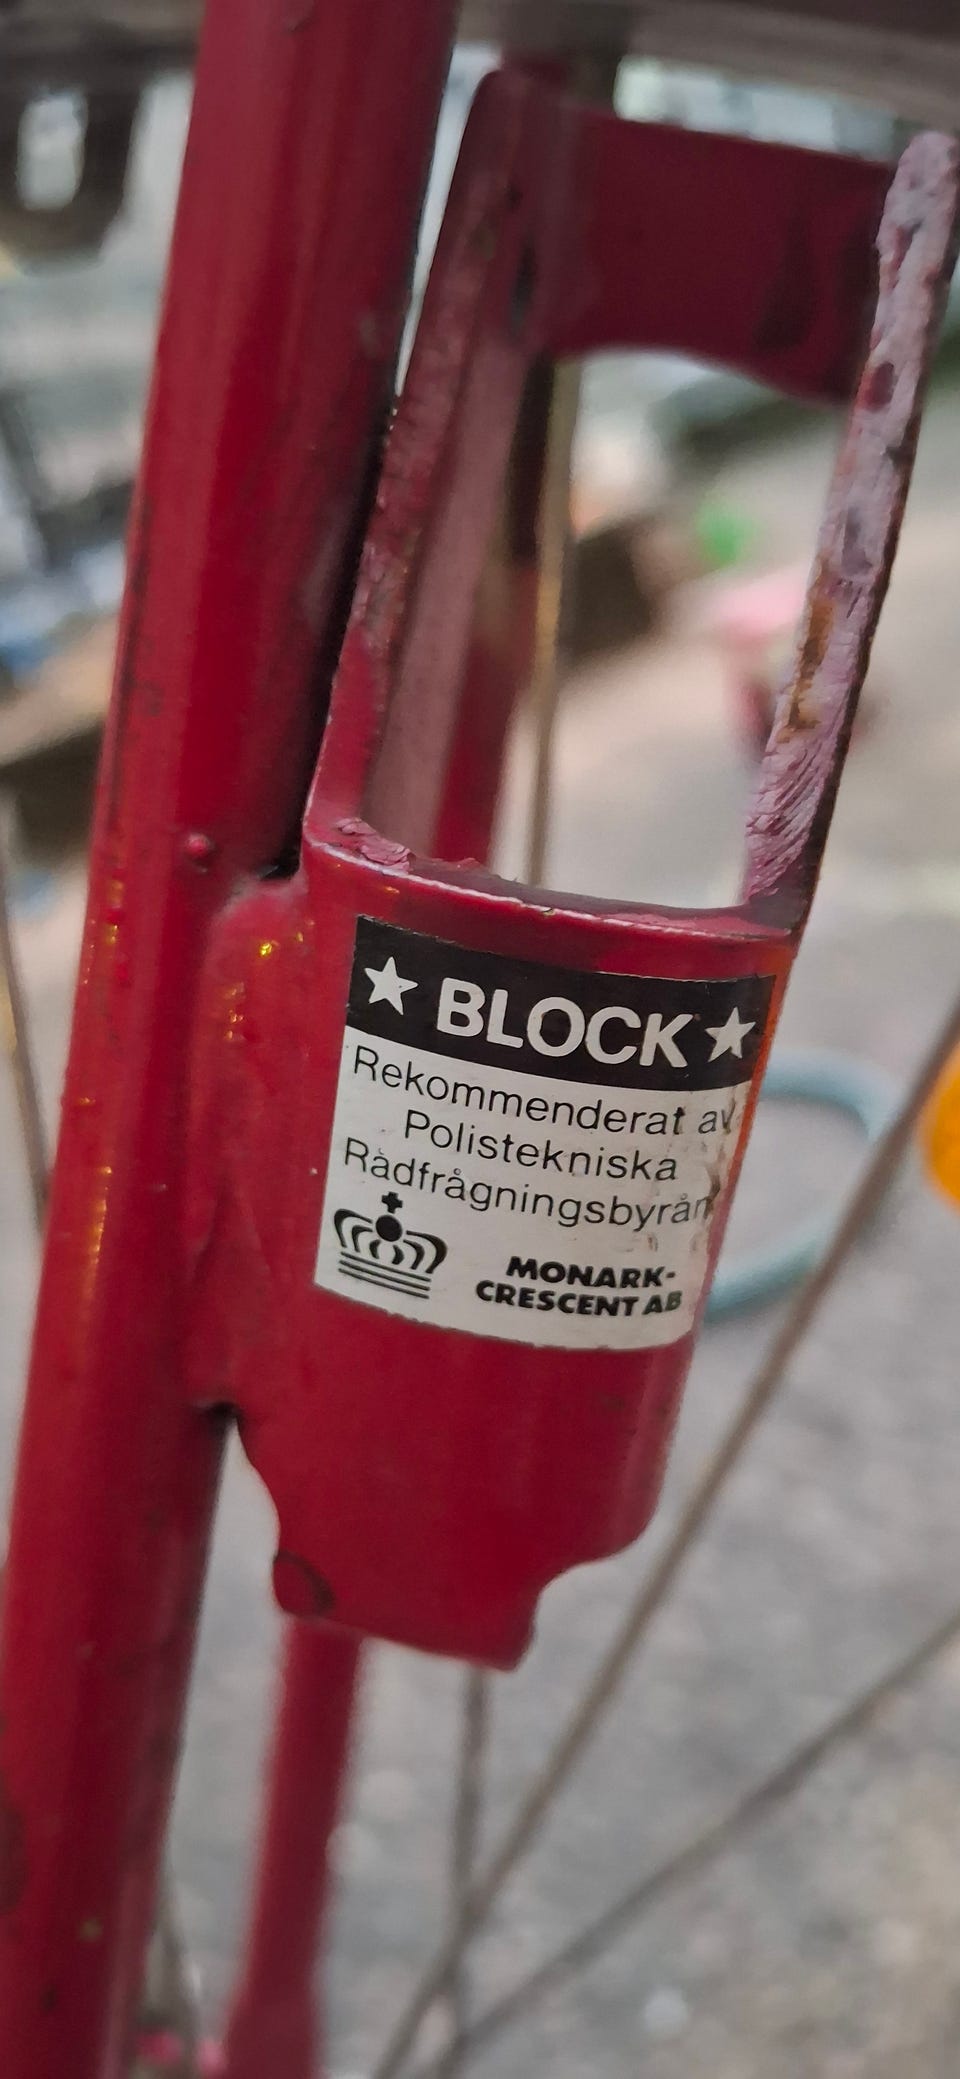 ★ BLOCK ★
Rekommenderat av
Polistekniska
Rådfrågningsbyrån
MONARK-
CRESCENT AB